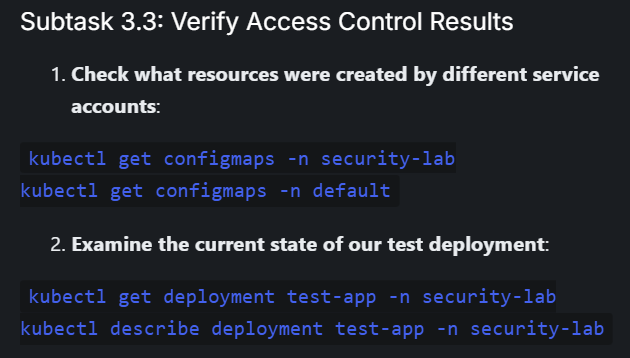 Subtask 3.3: Verify Access Control Results
1. Check what resources were created by different service
accounts:
kubectl get configmaps -n security-lab
kubectl get configmaps -n default
2. Examine the current state of our test deployment:
kubectl get deployment test-app -n security-lab
kubectl describe deployment test-app -n security-lab